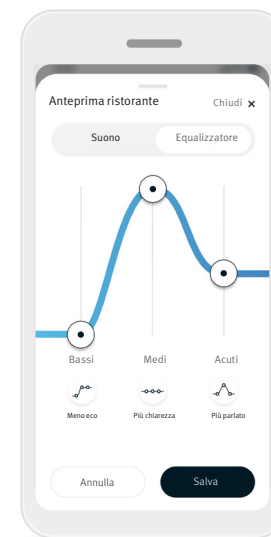 Anteprima ristorante Chiudi ×
Suono Equalizzatore
Bassi Medi Acuti
Meno eco Più chiarezza Più parlato
Annulla Salva